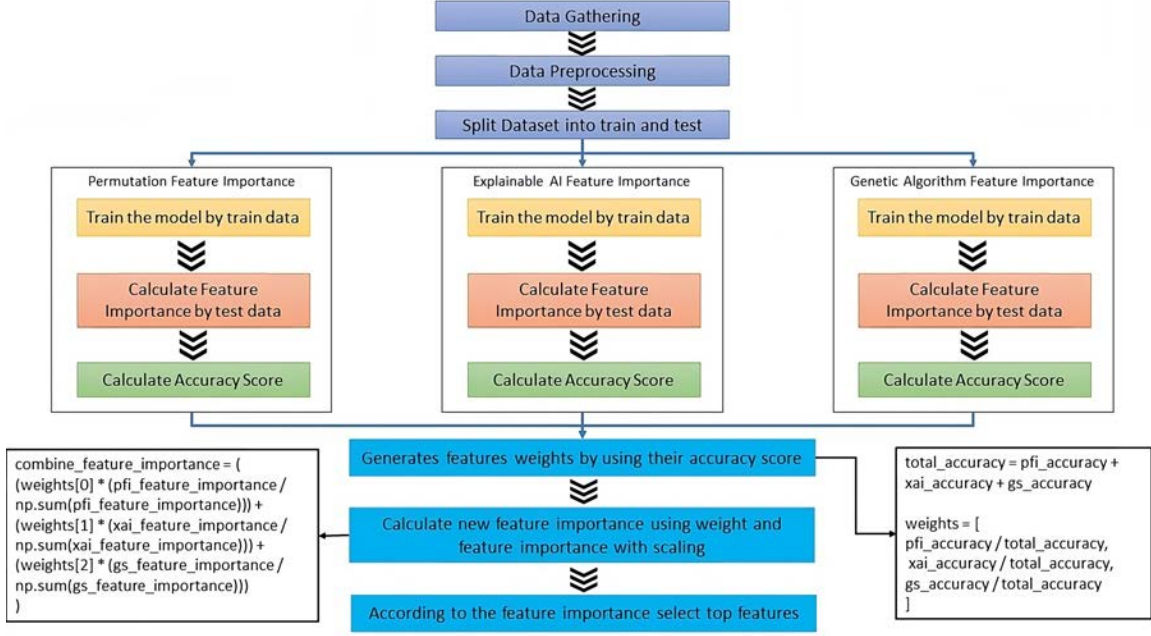 Data Gathering
Data Preprocessing
Split Dataset into train and test
Permutation Feature Importance
Train the model by train data
Calculate Feature
Importance by test data
Calculate Accuracy Score
Explainable AI Feature Importance
Train the model by train data
Calculate Feature
Importance by test data
Calculate Accuracy Score
Genetic Algorithm Feature Importance
Train the model by train data
Calculate Feature
Importance by test data
Calculate Accuracy Score
Generates features weights by using their accuracy score
Calculate new feature importance using weight and
feature importance with scaling
According to the feature importance select top features
combine_feature_importance = (
(weights[0] * (pfi_feature_importance /
np.sum(pfi_feature_importance))) +
(weights[1] * (xai_feature_importance /
np.sum(xai_feature_importance))) +
(weights[2] * (gs_feature_importance /
np.sum(gs_feature_importance)))
)
total_accuracy = pfi_accuracy +
xai_accuracy + gs_accuracy
weights = [
pfi_accuracy / total_accuracy,
xai_accuracy / total_accuracy,
gs_accuracy / total_accuracy
]